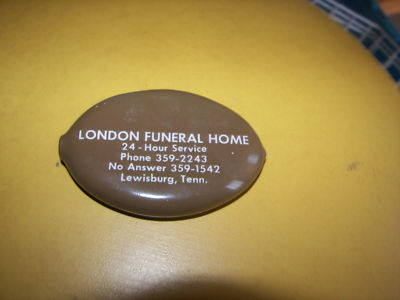 LONDON FUNERAL HOME
24 - Hour Service
Phone 359-2243
No Answer 359-1542
Lewisburg, Tenn.